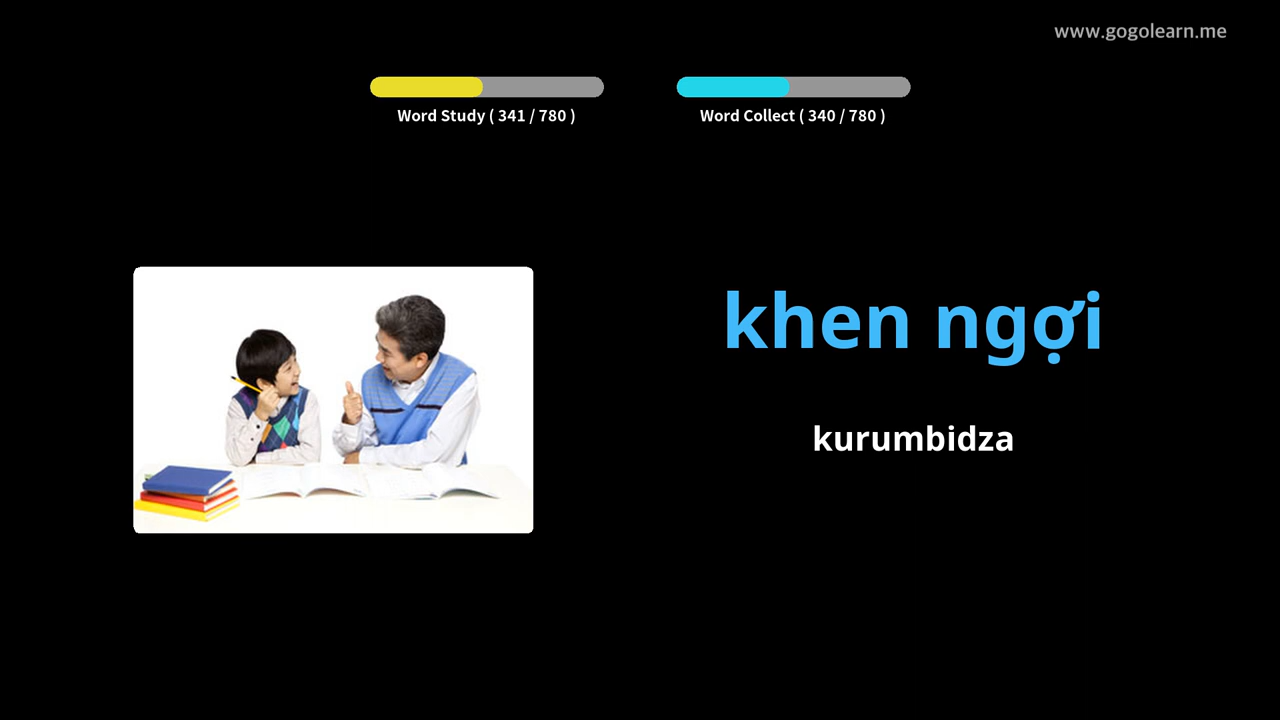 www.gogolearn.me
Word Study ( 341 / 780 )
Word Collect ( 340 / 780 )
khen ngợi
kurumbidza